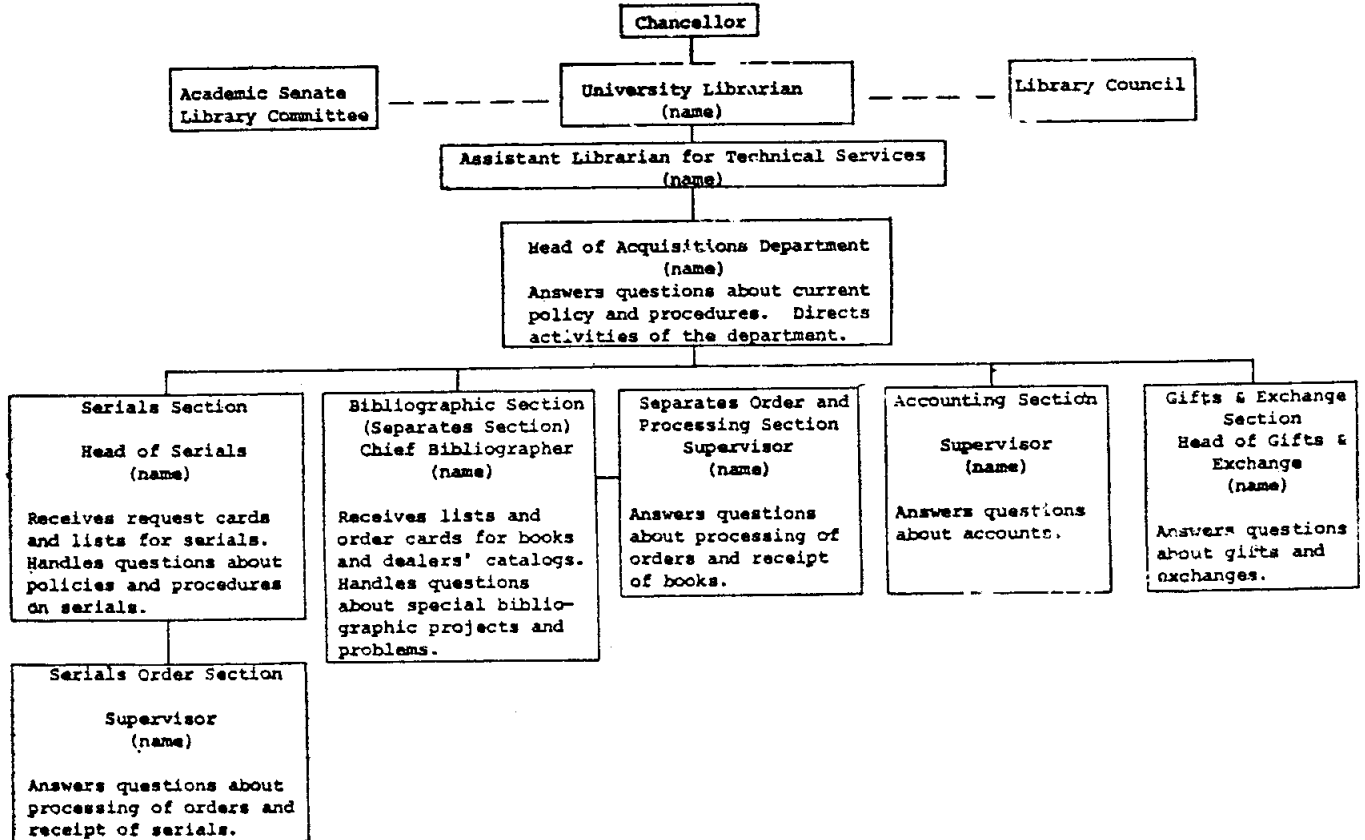 Chancellor
Academic Senate
Library Committee
University Librarian
(name)
Library Council
Assistant Librarian for Technical Services
(name)
Head of Acquisitions Department
(name)
Answers questions about current
policy and procedures. Directs
activities of the department.
Serials Section
Head of Serials
(name)
Receives request cards
and lists for serials.
Handles questions about
policies and procedures
on serials.
Bibliographic Section
(Separates Section)
Chief Bibliographer
(name)
Receives lists and
order cards for books
and dealers' catalogs.
Handles questions
about special biblio-
graphic projects and
problems.
Separates Order and
Processing Section
Supervisor
(name)
Answers questions
about processing of
orders and receipt
of books.
Accounting Section
Supervisor
(name)
Answers questions
about accounts.
Gifts & Exchange
Section
Head of Gifts &
Exchange
(name)
Answers questions
about gifts and
exchanges.
Serials Order Section
Supervisor
(name)
Answers questions about
processing of orders and
receipt of serials.